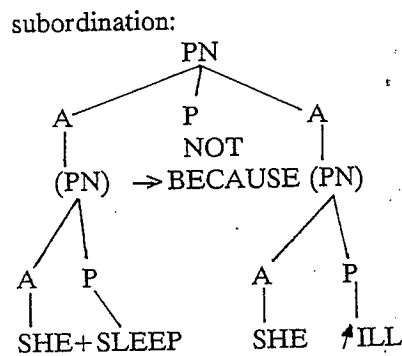 subordination:
PN
A P A
NOT
(PN) → BECAUSE (PN)
A P A P
SHE + SLEEP SHE ↗ILL